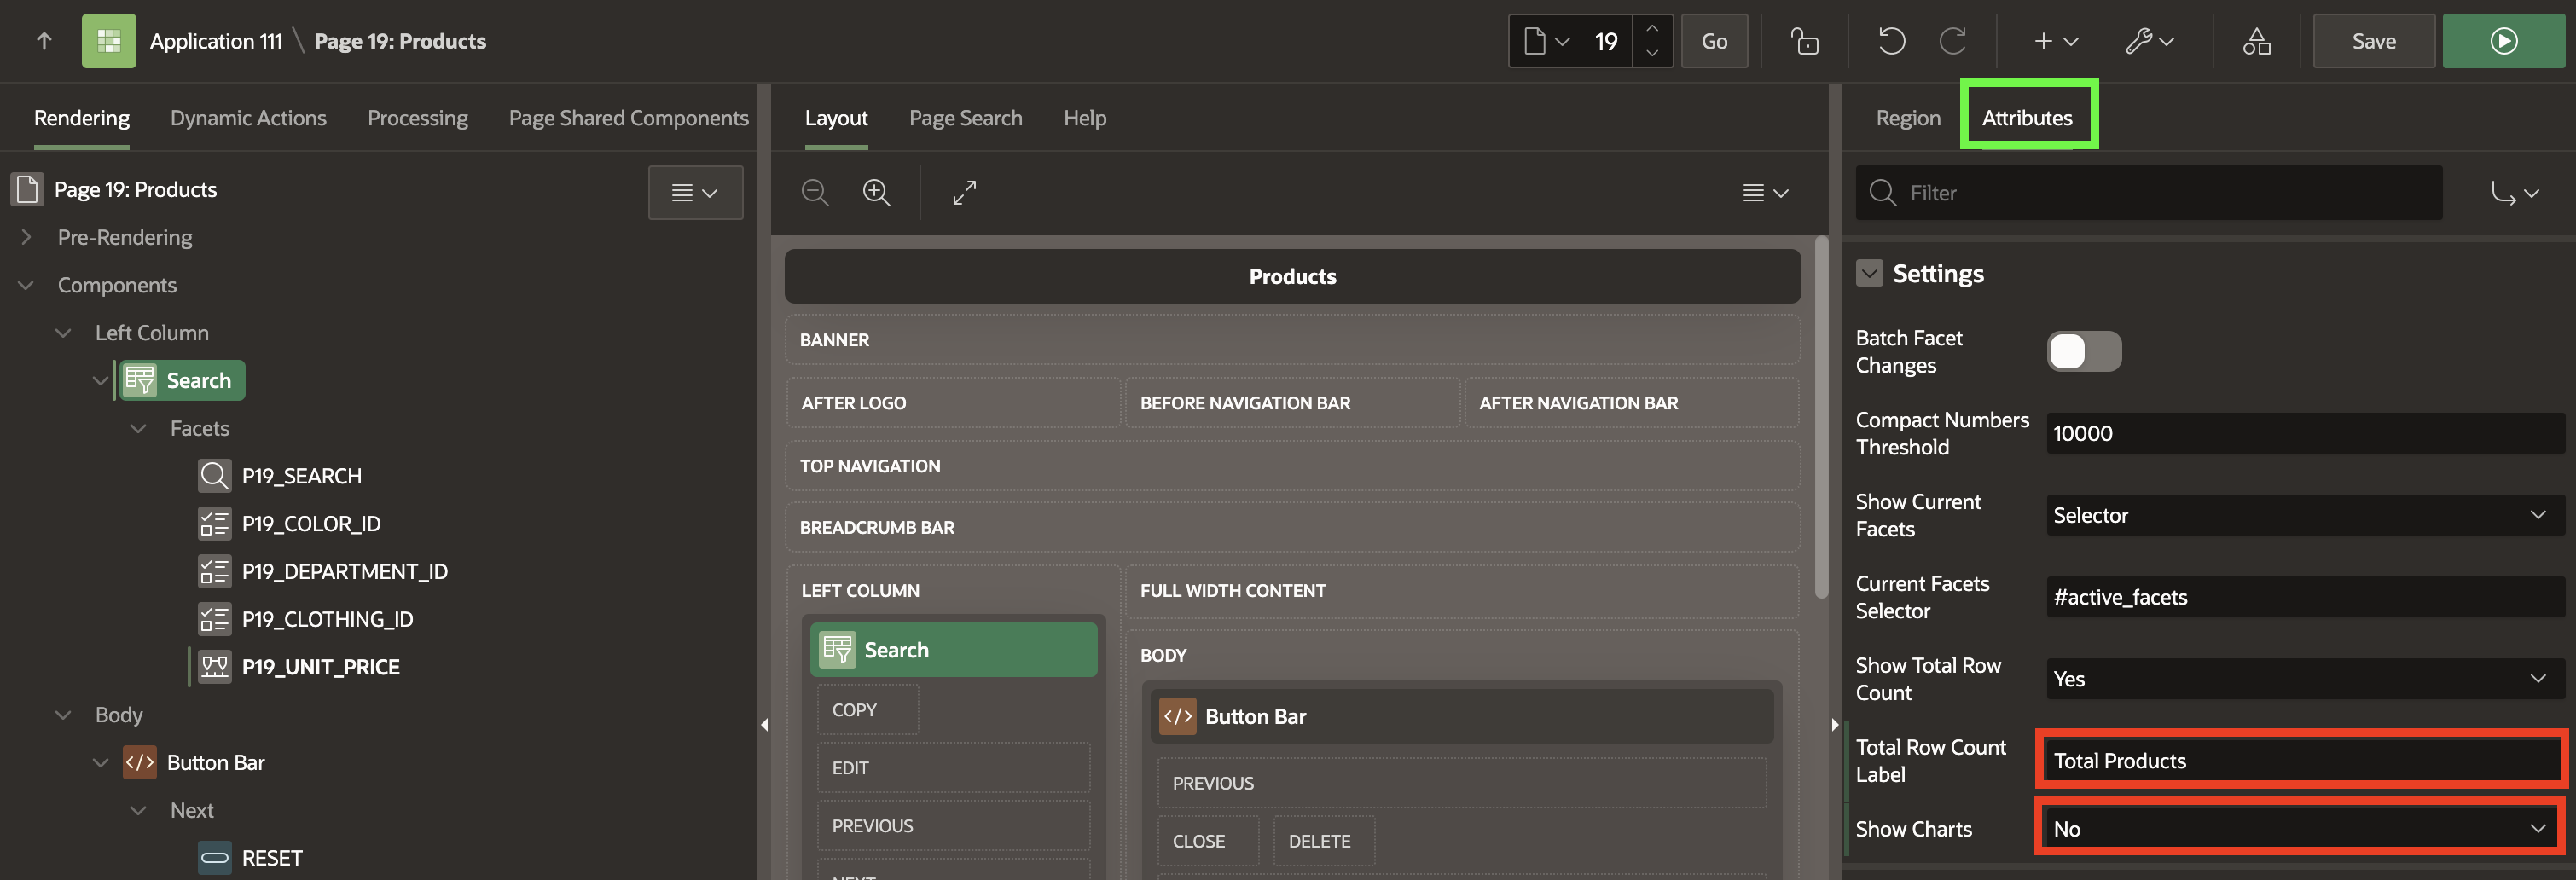 Application 111 \ Page 19: Products
19
Go
Save
Rendering
Dynamic Actions
Processing
Page Shared Components
Page 19: Products
Pre-Rendering
Components
Left Column
Search
Facets
P19_SEARCH
P19_COLOR_ID
P19_DEPARTMENT_ID
P19_CLOTHING_ID
P19_UNIT_PRICE
Body
Button Bar
Next
RESET
Layout
Page Search
Help
Products
BANNER
AFTER LOGO
BEFORE NAVIGATION BAR
AFTER NAVIGATION BAR
TOP NAVIGATION
BREADCRUMB BAR
LEFT COLUMN
Search
COPY
EDIT
PREVIOUS
FULL WIDTH CONTENT
BODY
Button Bar
PREVIOUS
CLOSE
DELETE
Region
Attributes
Filter
Settings
Batch Facet
Changes
Compact Numbers
Threshold
10000
Show Current
Facets
Selector
Current Facets
Selector
#active_facets
Show Total Row
Count
Yes
Total Row Count
Label
Total Products
Show Charts
No